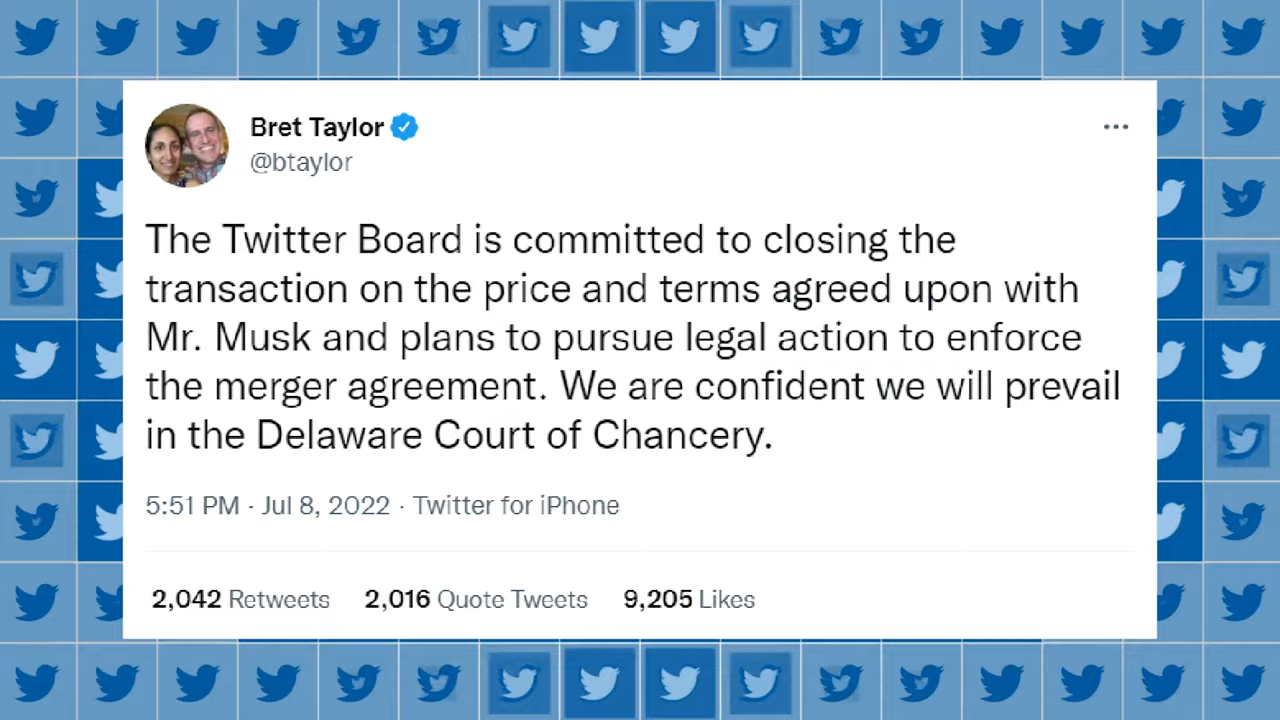 Bret Taylor
@btaylor
The Twitter Board is committed to closing the
transaction on the price and terms agreed upon with
Mr. Musk and plans to pursue legal action to enforce
the merger agreement. We are confident we will prevail
in the Delaware Court of Chancery.
5:51 PM · Jul 8, 2022 · Twitter for iPhone
2,042 Retweets 2,016 Quote Tweets 9,205 Likes